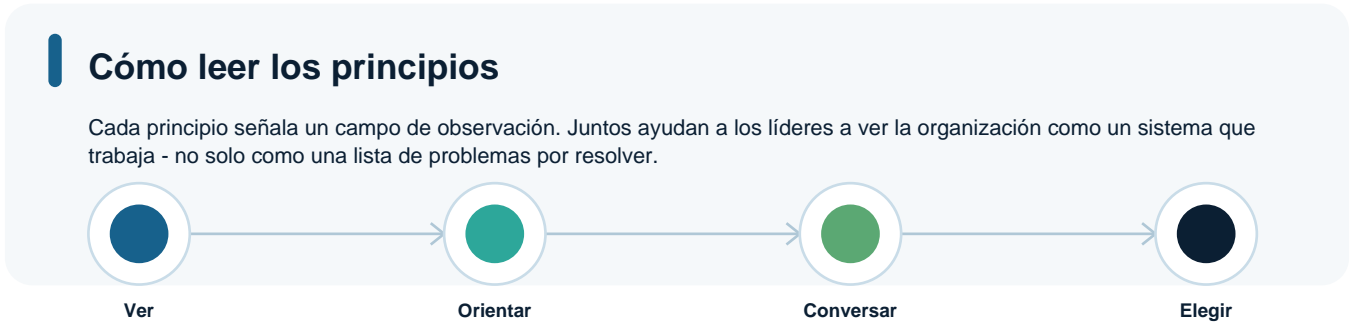 Cómo leer los principios
Cada principio señala un campo de observación. Juntos ayudan a los líderes a ver la organización como un sistema que
trabaja - no solo como una lista de problemas por resolver.
Ver
Orientar
Conversar
Elegir